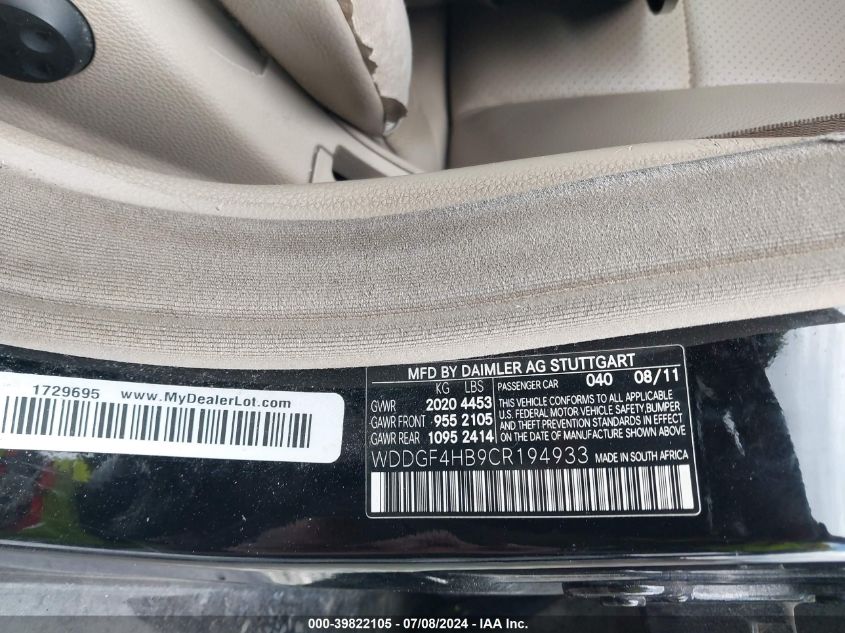 1729695 www.MyDealerLot.com
MFD BY DAIMLER AG STUTTGART
KG LBS PASSENGER CAR 040 08/11
GVWR 2020 4453
GAWR FRONT 955 2105
GAWR REAR 1095 2414
THIS VEHICLE CONFORMS TO ALL APPLICABLE
U.S. FEDERAL MOTOR VEHICLE SAFETY, BUMPER
AND THEFT PREVENTION STANDARDS IN EFFECT
ON THE DATE OF MANUFACTURE SHOWN ABOVE.
WDDGF4HB9CR194933 MADE IN SOUTH AFRICA
000-39822105 - 07/08/2024 - IAA Inc.